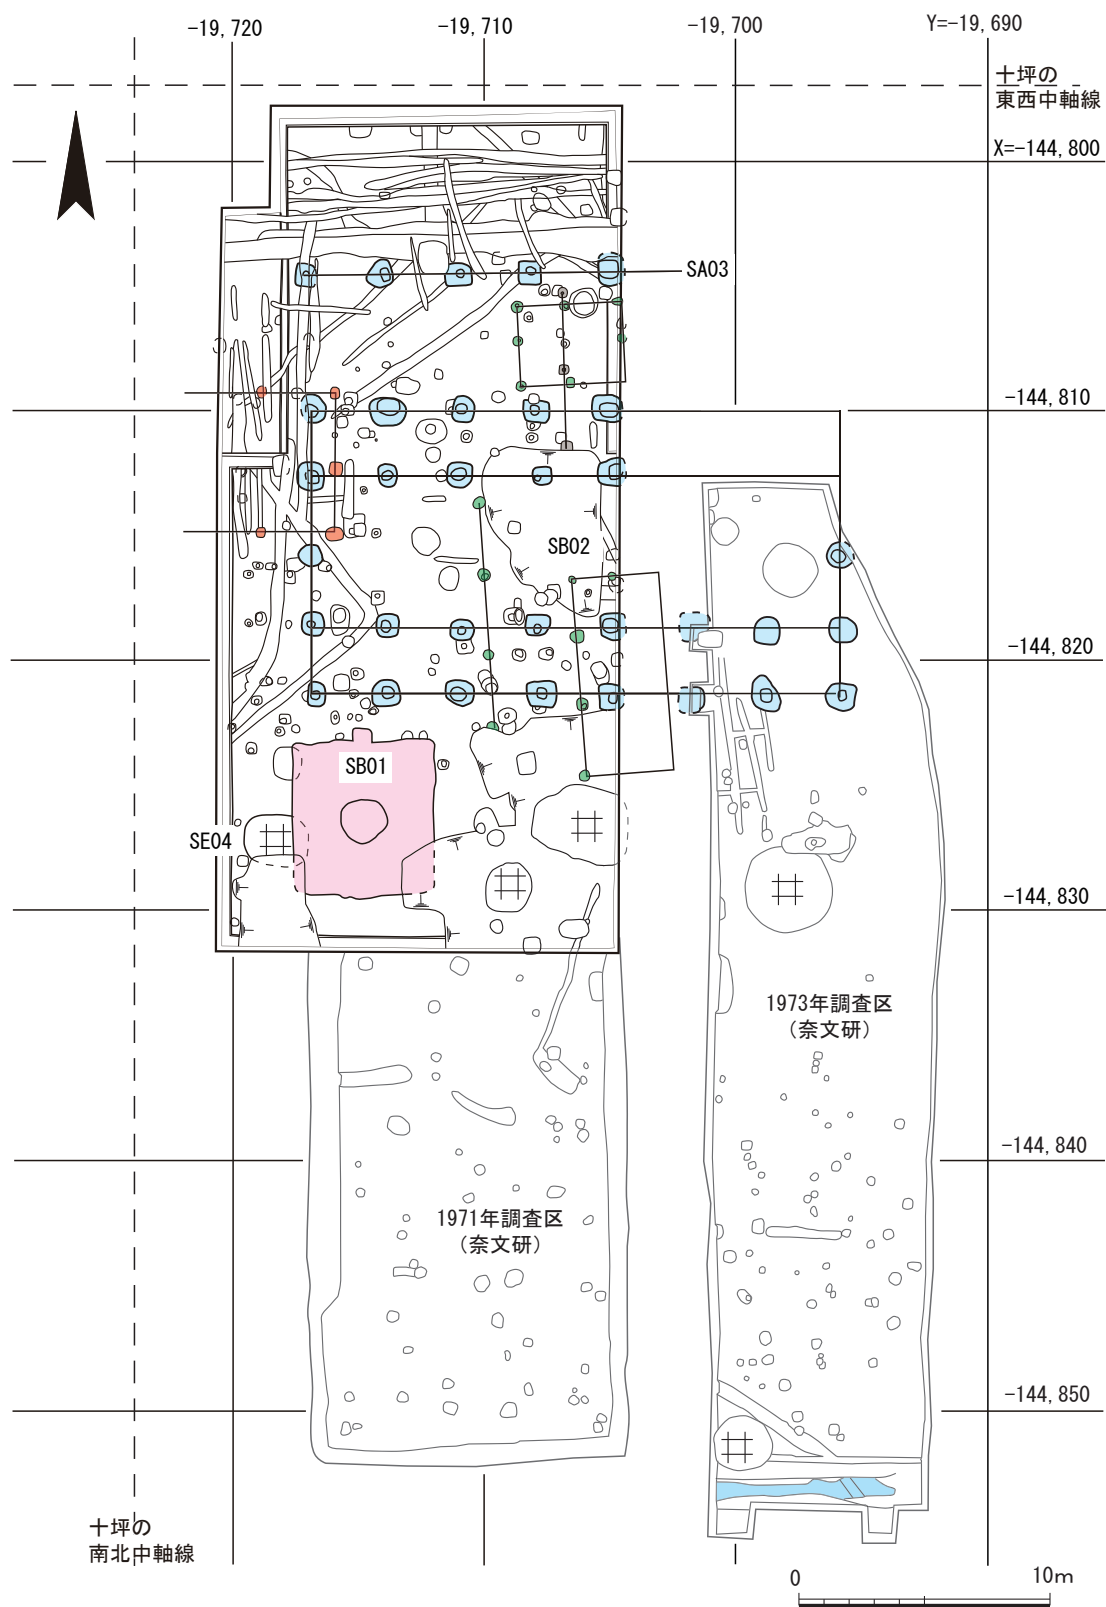 -19,720
-19,710
-19,700
Y=-19,690
十坪の
東西中軸線
X=-144,800
SA03
-144,810
SB02
-144,820
SB01
SE04
-144,830
1973年調査区
(奈文研)
-144,840
1971年調査区
(奈文研)
-144,850
十坪の
南北中軸線
0
10m